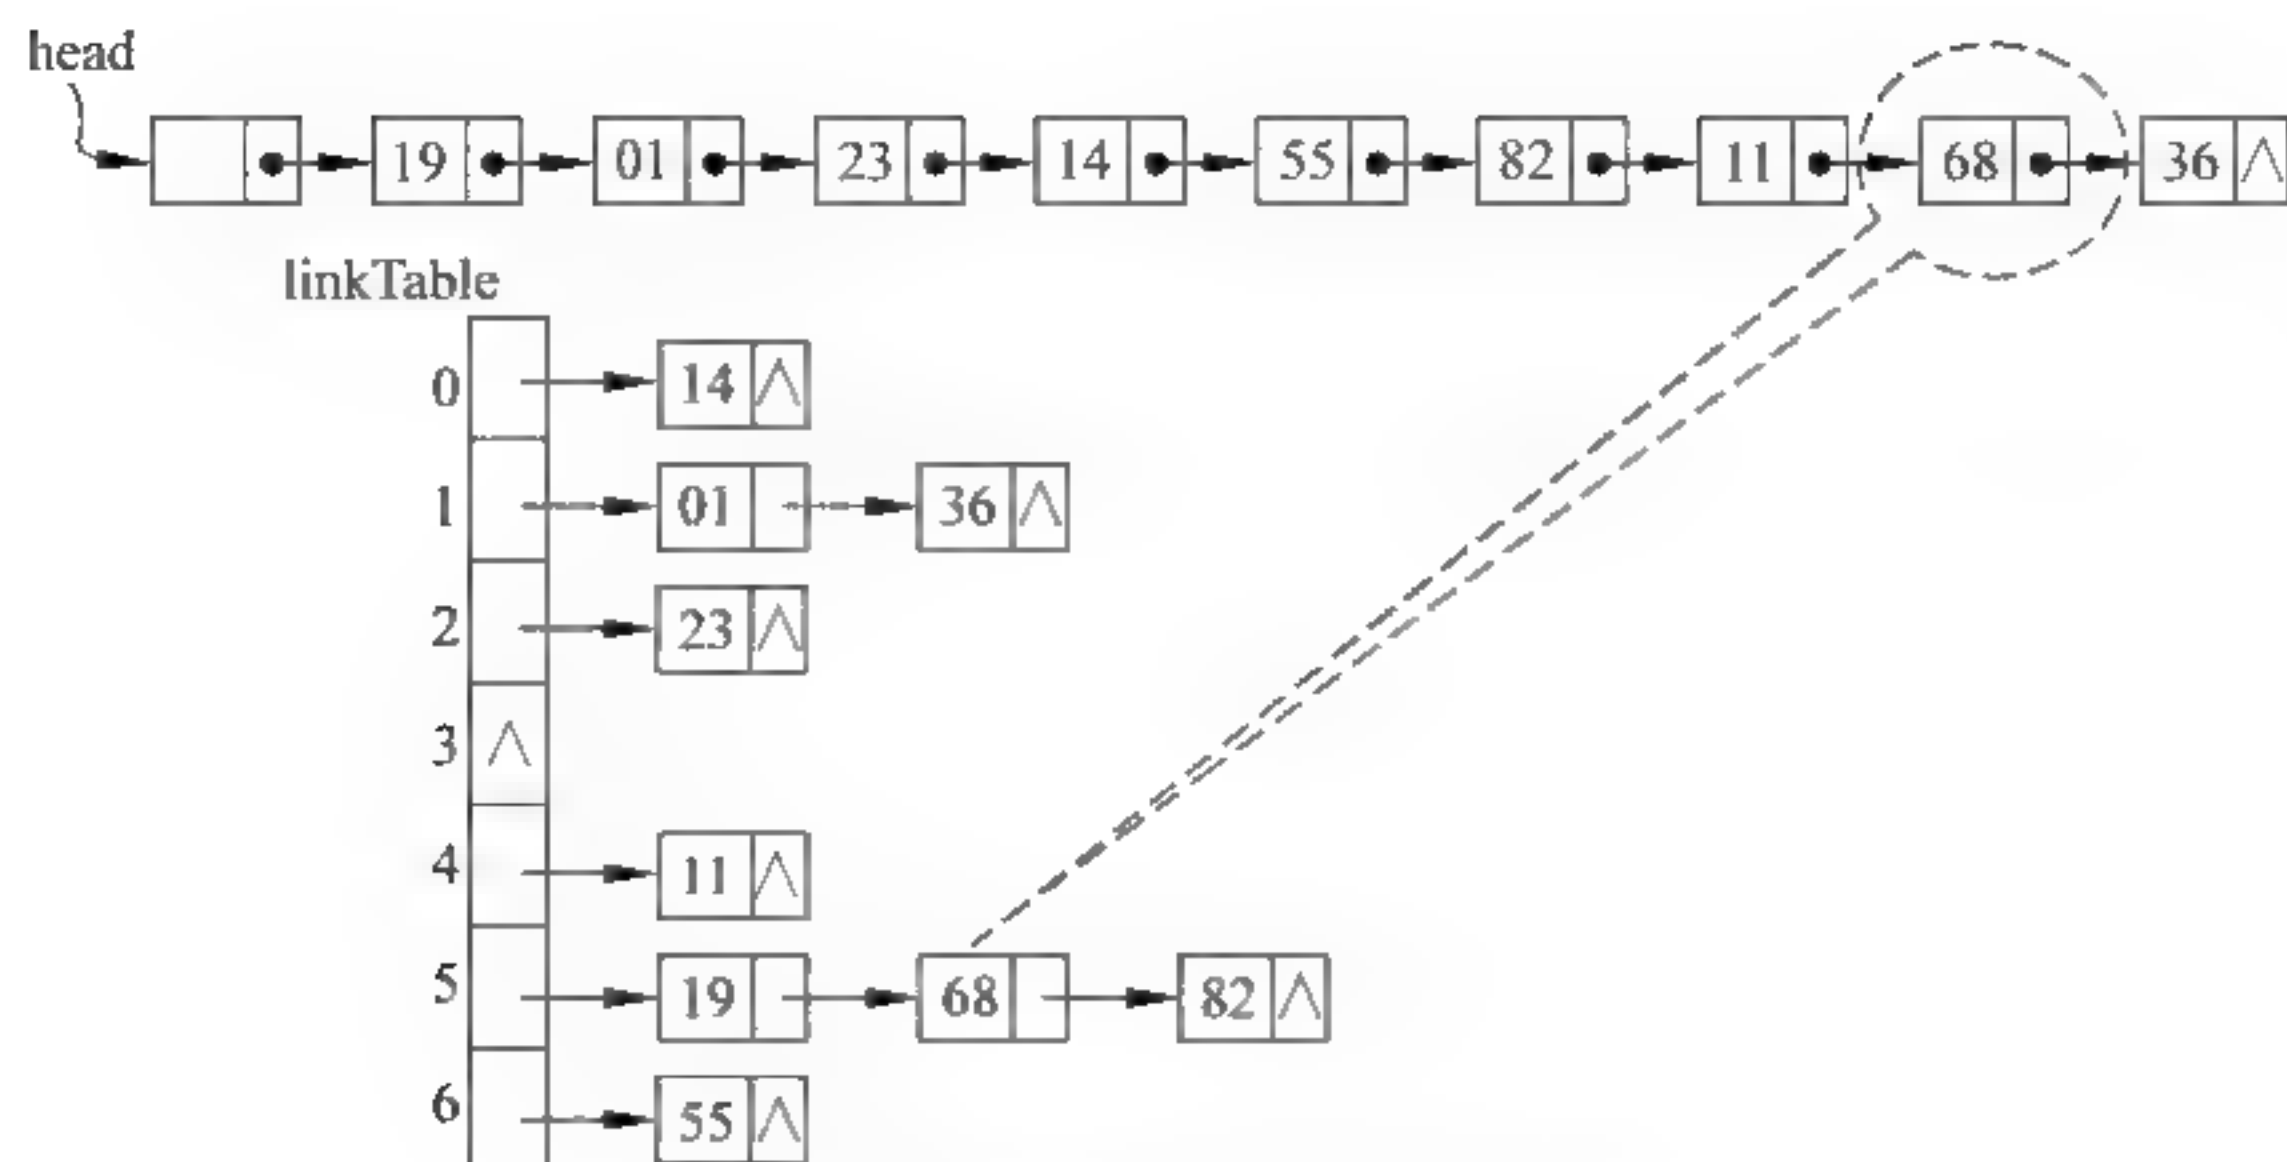 head
19 01 23 14 55 82 11 68 36 ∧
linkTable
0 14 ∧
1 01 36 ∧
2 23 ∧
3 ∧
4 11 ∧
5 19 68 82 ∧
6 55 ∧